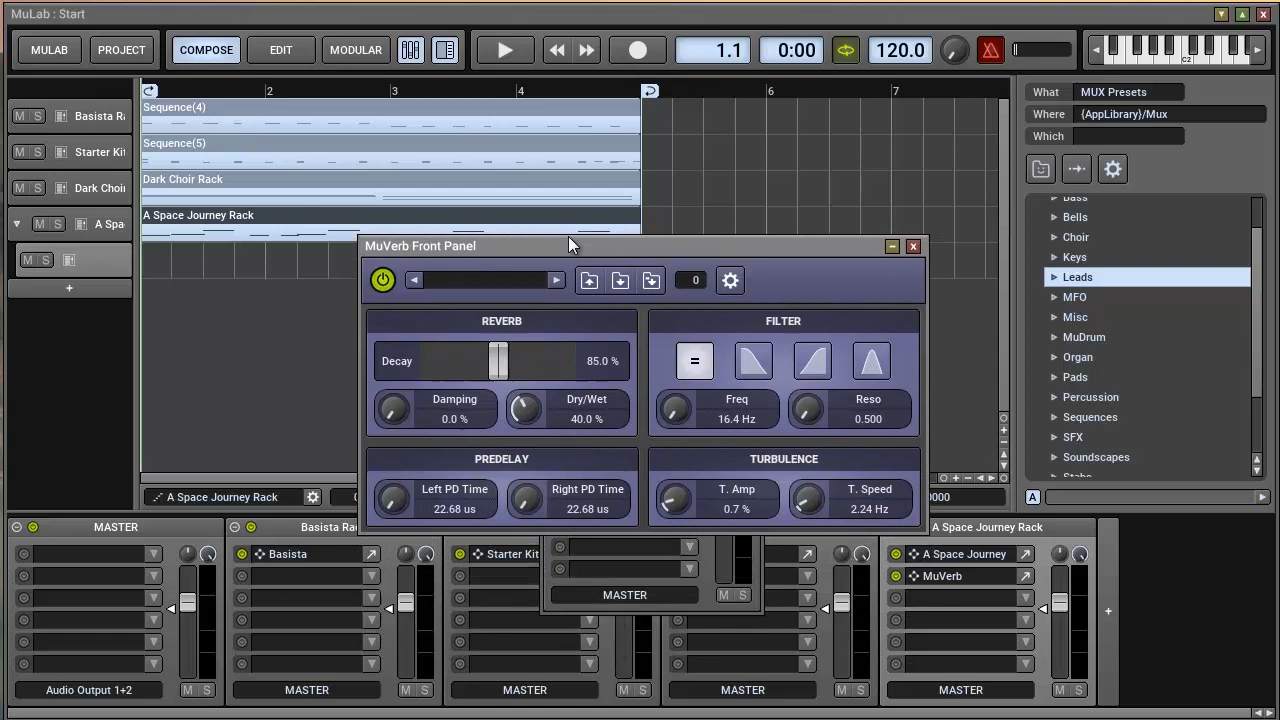 MuLab : Start
MULAB
PROJECT
COMPOSE
EDIT
MODULAR
1.1
0:00
120.0
C2
2
3
4
6
7
M S
Basista Ra
M S
Starter Kit
M S
Dark Choir
M S
A Spa
M S
+
Sequence(4)
Sequence(5)
Dark Choir Rack
A Space Journey Rack
What
MUX Presets
Where
{AppLibrary}/Mux
Which
Bass
Bells
Choir
Keys
Leads
MFO
Misc
MuDrum
Organ
Pads
Percussion
Sequences
SFX
Soundscapes
A
MuVerb Front Panel
0
REVERB
Decay
85.0 %
Damping
0.0 %
Dry/Wet
40.0 %
FILTER
=
Freq
16.4 Hz
Reso
0.500
PREDELAY
Left PD Time
22.68 us
Right PD Time
22.68 us
TURBULENCE
T. Amp
0.7 %
T. Speed
2.24 Hz
A Space Journey Rack
0000
MASTER
Audio Output 1+2
M S
Basista Ra
Basista
MASTER
M S
Starter Kit
MASTER
M S
MASTER
M S
MASTER
M S
A Space Journey Rack
A Space Journey
MuVerb
MASTER
M S
+